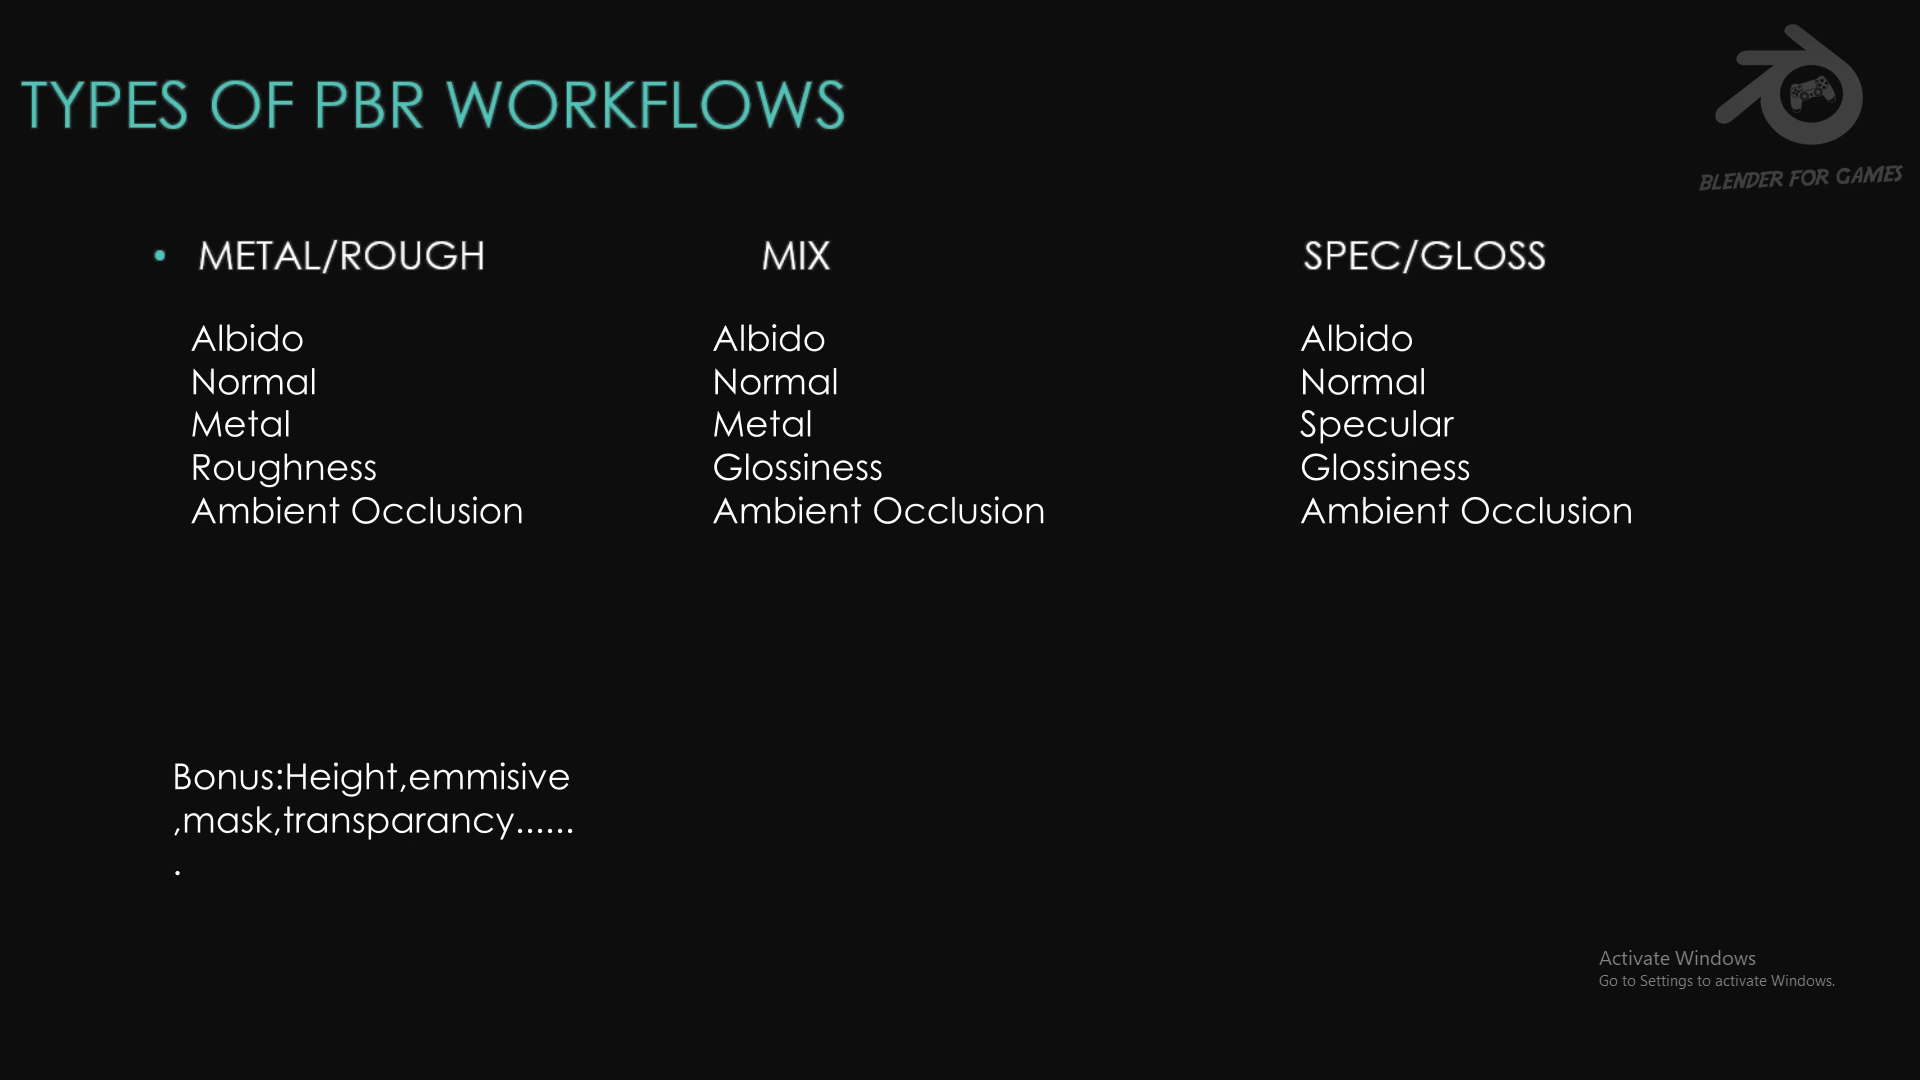 TYPES OF PBR WORKFLOWS
BLENDER FOR GAMES
• METAL/ROUGH
Albido
Normal
Metal
Roughness
Ambient Occlusion
MIX
Albido
Normal
Metal
Glossiness
Ambient Occlusion
SPEC/GLOSS
Albido
Normal
Specular
Glossiness
Ambient Occlusion
Bonus:Height,emmisive
,mask,transparancy......
.
Activate Windows
Go to Settings to activate Windows.